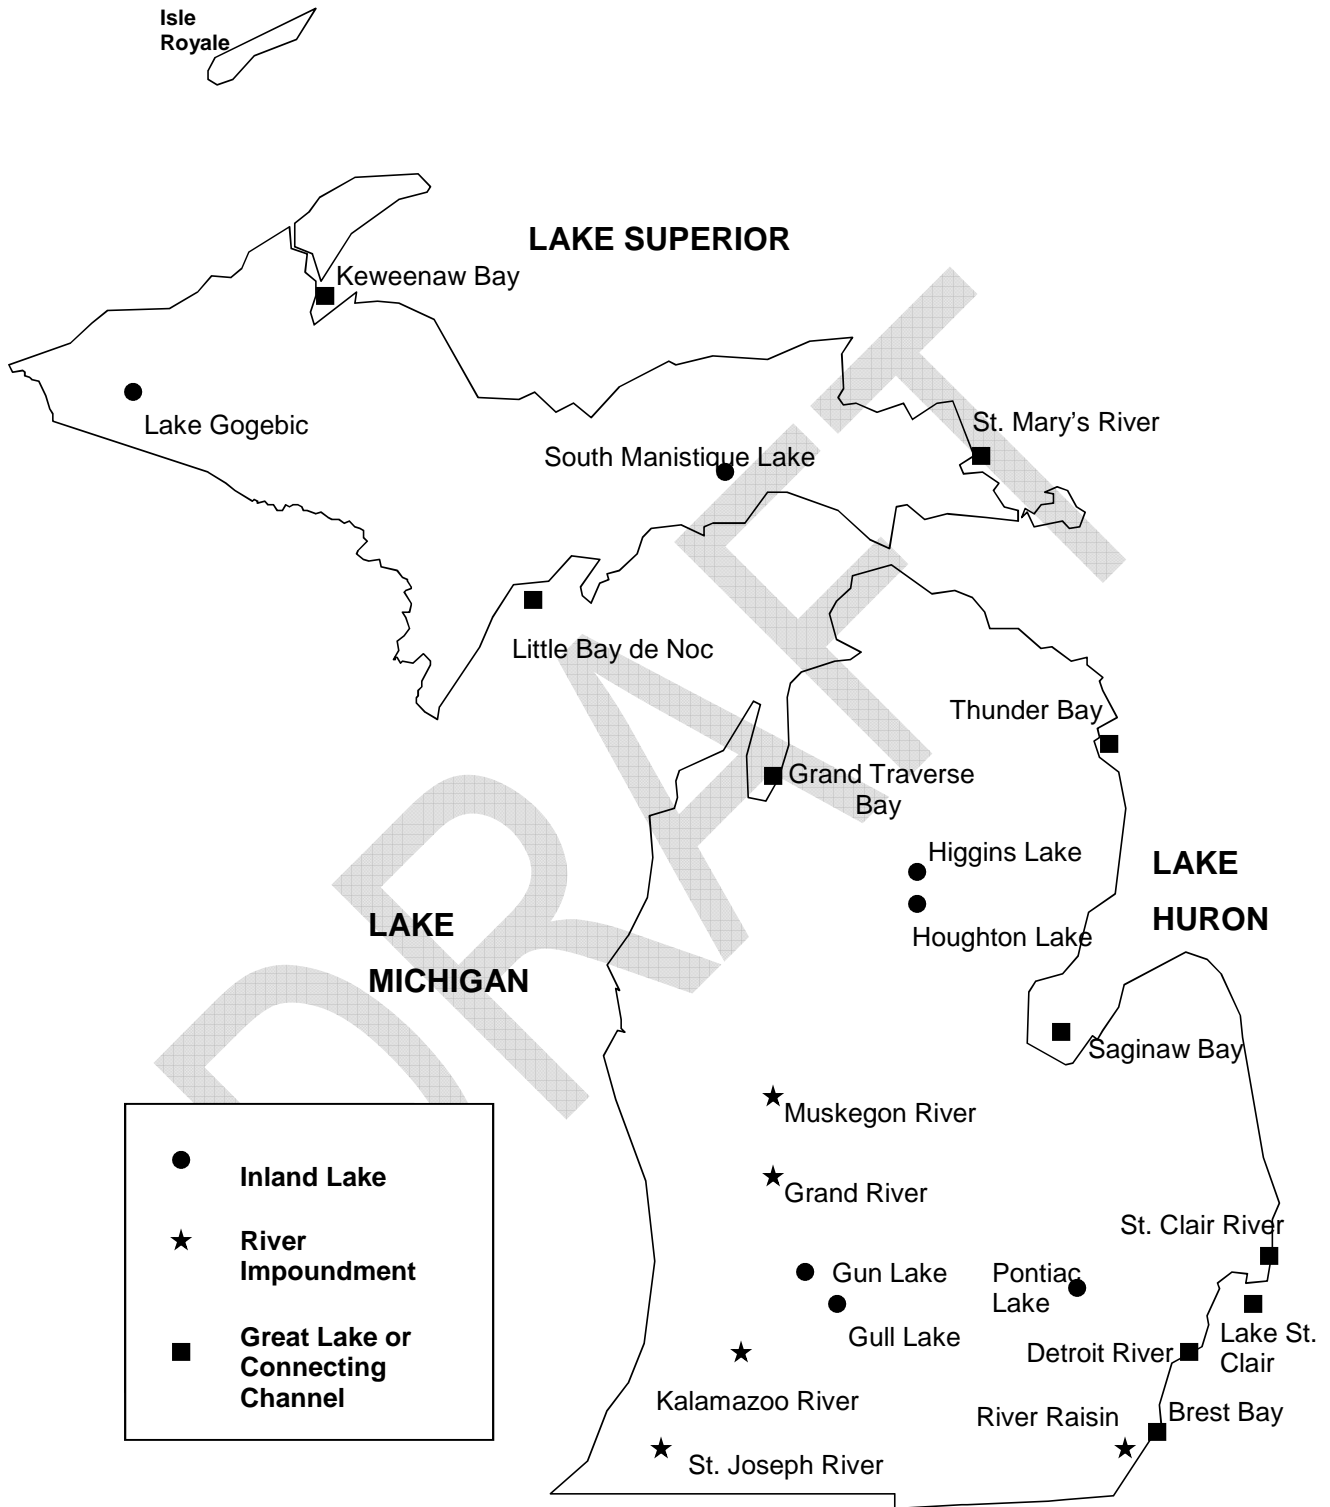 Isle
Royale
LAKE SUPERIOR
Keweenaw Bay
Lake Gogebic
St. Mary's River
South Manistique Lake
Little Bay de Noc
Thunder Bay
Grand Traverse
Bay
Higgins Lake
Houghton Lake
LAKE
HURON
LAKE
MICHIGAN
Saginaw Bay
Muskegon River
Grand River
St. Clair River
Gun Lake
Pontiac
Lake
Gull Lake
Detroit River
Lake St.
Clair
Kalamazoo River
River Raisin
Brest Bay
St. Joseph River
Inland Lake
River
Impoundment
Great Lake or
Connecting
Channel
DRAFT